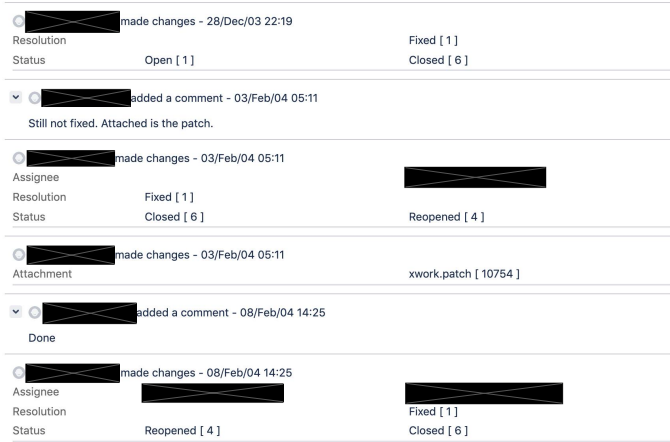 made changes - 28/Dec/03 22:19
Resolution Fixed [ 1 ]
Status Open [ 1 ] Closed [ 6 ]
added a comment - 03/Feb/04 05:11
Still not fixed. Attached is the patch.
made changes - 03/Feb/04 05:11
Assignee
Resolution Fixed [ 1 ]
Status Closed [ 6 ] Reopened [ 4 ]
made changes - 03/Feb/04 05:11
Attachment xwork.patch [ 10754 ]
added a comment - 08/Feb/04 14:25
Done
made changes - 08/Feb/04 14:25
Assignee
Resolution Fixed [ 1 ]
Status Reopened [ 4 ] Closed [ 6 ]